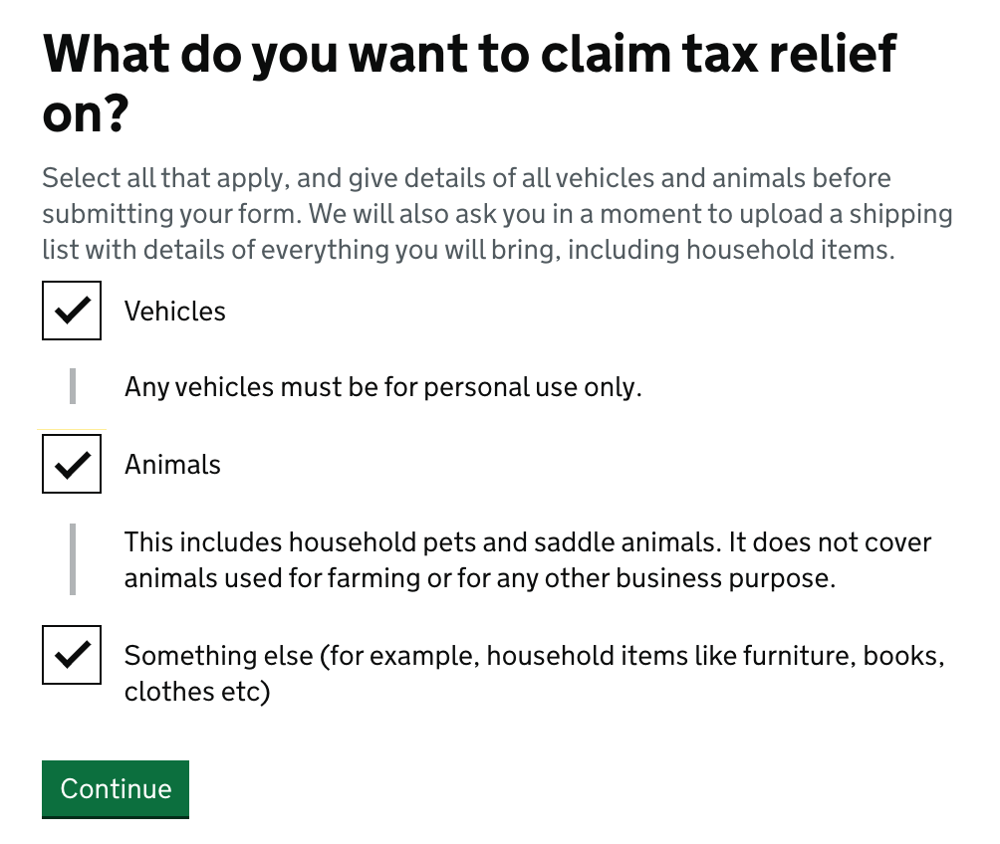 What do you want to claim tax relief
on?
Select all that apply, and give details of all vehicles and animals before
submitting your form. We will also ask you in a moment to upload a shipping
list with details of everything you will bring, including household items.
Vehicles
Any vehicles must be for personal use only.
Animals
This includes household pets and saddle animals. It does not cover
animals used for farming or for any other business purpose.
Something else (for example, household items like furniture, books,
clothes etc)
Continue